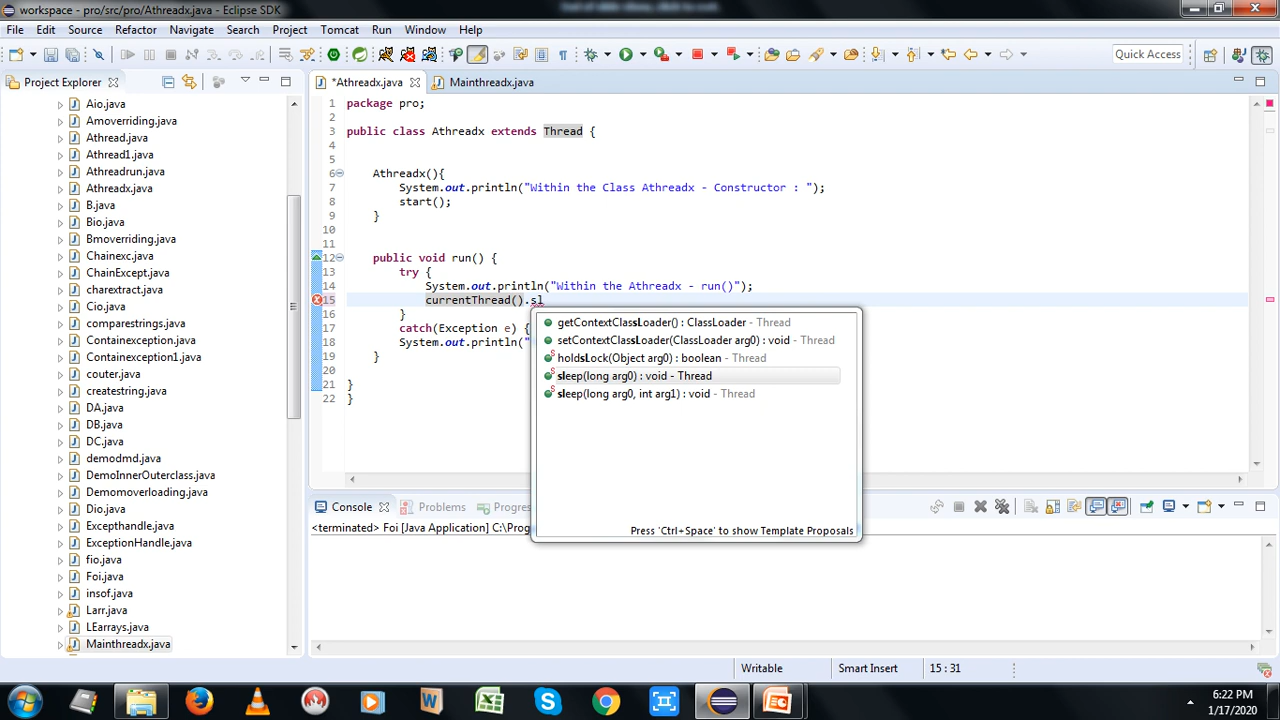 workspace - pro/src/pro/Athreadx.java - Eclipse SDK
File Edit Source Refactor Navigate Search Project Tomcat Run Window Help
Quick Access
Project Explorer
*Athreadx.java Mainthreadx.java
Aio.java
Amoverriding.java
Athread.java
Athread1.java
Athreadrun.java
Athreadx.java
B.java
Bio.java
Bmoverriding.java
Chainexc.java
ChainExcept.java
charextract.java
Cio.java
comparestrings.java
Containexception.java
Containexception1.java
couter.java
createstring.java
DA.java
DB.java
DC.java
demodmd.java
DemoInnerOuterclass.java
Demomoverloading.java
Dio.java
Excepthandle.java
ExceptionHandle.java
fio.java
Foi.java
insof.java
Larr.java
LEarrays.java
Mainthreadx.java
1 package pro;
2
3 public class Athreadx extends Thread {
4
5
6 Athreadx(){
7 System.out.println("Within the Class Athreadx - Constructor : ");
8 start();
9 }
10
11
12 public void run() {
13 try {
14 System.out.println("Within the Athreadx - run()");
15 currentThread().sl
16 }
17 catch(Exception e) {
18 System.out.println("
19 }
20
21 }
22 }
getContextClassLoader() : ClassLoader - Thread
setContextClassLoader(ClassLoader arg0) : void - Thread
holdsLock(Object arg0) : boolean - Thread
sleep(long arg0) : void - Thread
sleep(long arg0, int arg1) : void - Thread
Press 'Ctrl+Space' to show Template Proposals
Console Problems Progres
<terminated> Foi [Java Application] C:\Prog
Writable Smart Insert 15 : 31
6:22 PM
1/17/2020